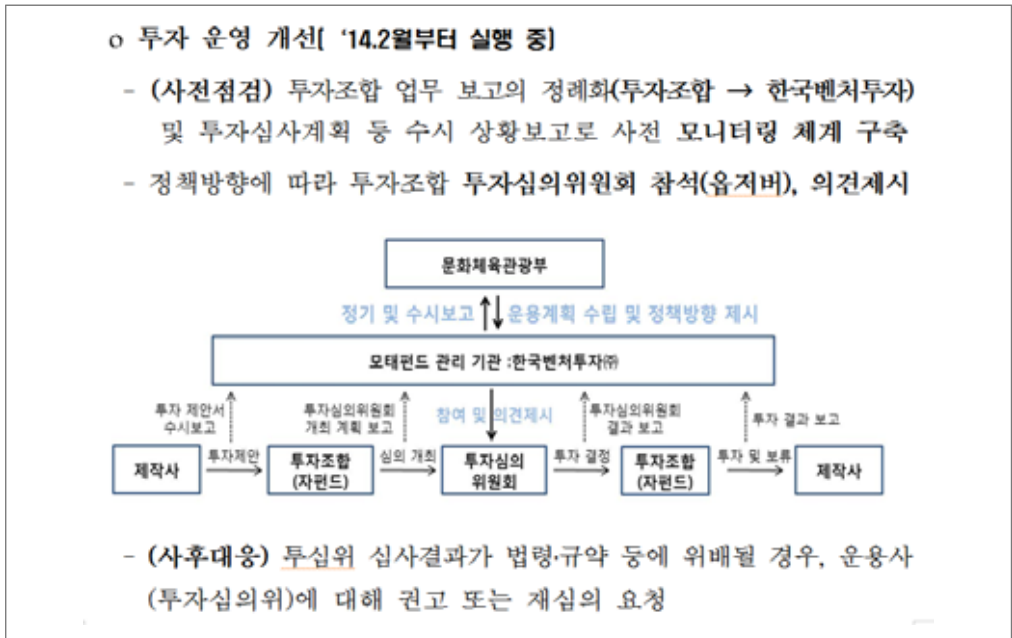 o 투자 운영 개선[ ‘14.2월부터 실행 중]
- (사전점검) 투자조합 업무 보고의 정례화(투자조합 → 한국벤처투자)
및 투자심사계획 등 수시 상황보고로 사전 모니터링 체계 구축
- 정책방향에 따라 투자조합 투자심의위원회 참석(옵저버), 의견제시
문화체육관광부
정기 및 수시보고 운용계획 수립 및 정책방향 제시
모태펀드 관리 기관 :한국벤처투자㈜
투자 제안서
수시보고
투자심의위원회
개최 계획 보고
참여 및 의견제시
투자심의위원회
결과 보고
투자 결과 보고
제작사
투자제안
투자조합
(자펀드)
심의 개최
투자심의
위원회
투자 결정
투자조합
(자펀드)
투자 및 보류
제작사
- (사후대응) 투심위 심사결과가 법령·규약 등에 위배될 경우, 운용사
(투자심의위)에 대해 권고 또는 재심의 요청